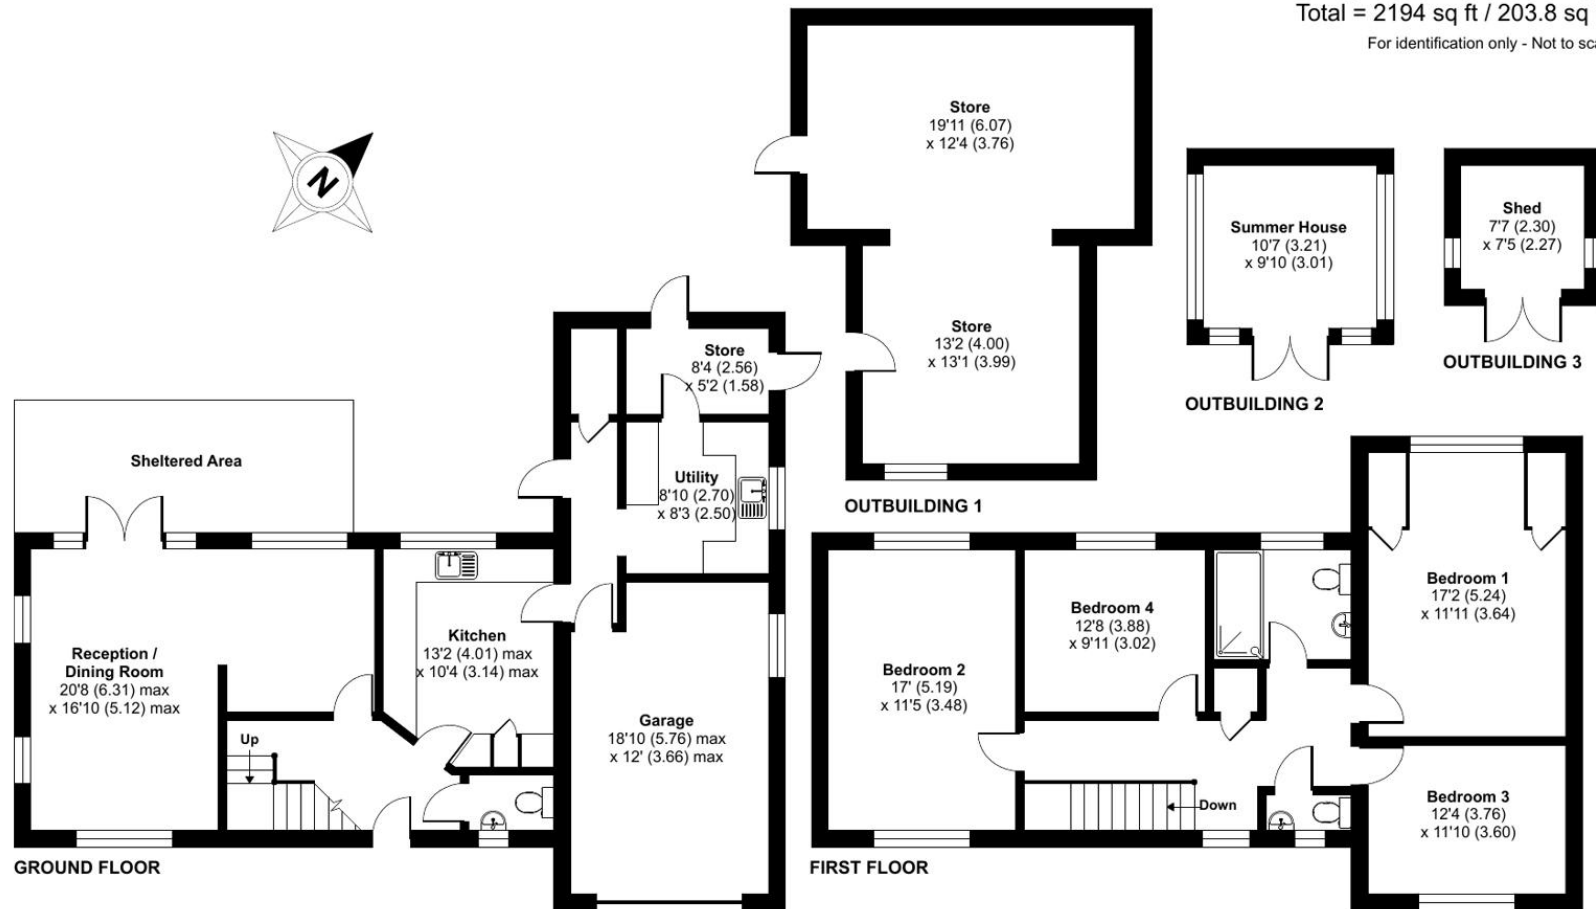 Total = 2194 sq ft / 203.8 sq
For identification only - Not to sca
N
Store
19'11 (6.07)
x 12'4 (3.76)
Store
13'2 (4.00)
x 13'1 (3.99)
OUTBUILDING 1
Summer House
10'7 (3.21)
x 9'10 (3.01)
OUTBUILDING 2
Shed
7'7 (2.30)
x 7'5 (2.27)
OUTBUILDING 3
Store
8'4 (2.56)
x 5'2 (1.58)
Utility
8'10 (2.70)
x 8'3 (2.50)
Sheltered Area
Reception /
Dining Room
20'8 (6.31) max
x 16'10 (5.12) max
Kitchen
13'2 (4.01) max
x 10'4 (3.14) max
Garage
18'10 (5.76) max
x 12' (3.66) max
Up
GROUND FLOOR
Bedroom 2
17' (5.19)
x 11'5 (3.48)
Bedroom 4
12'8 (3.88)
x 9'11 (3.02)
Bedroom 1
17'2 (5.24)
x 11'11 (3.64)
Bedroom 3
12'4 (3.76)
x 11'10 (3.60)
Down
FIRST FLOOR